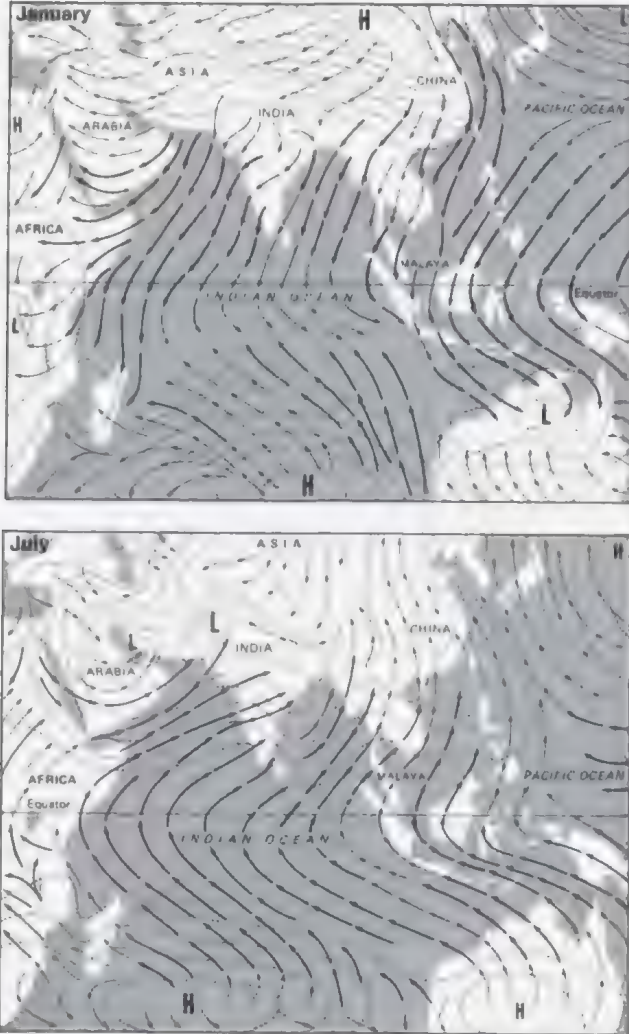 January
H
L
ASIA
CHINA
INDIA
PACIFIC OCEAN
H
ARABIA
AFRICA
MALAYA
INDIAN OCEAN
Equator
L
L
H
July
ASIA
H
L
L
INDIA
CHINA
ARABIA
AFRICA
MALAYA
PACIFIC OCEAN
Equator
INDIAN OCEAN
H
H